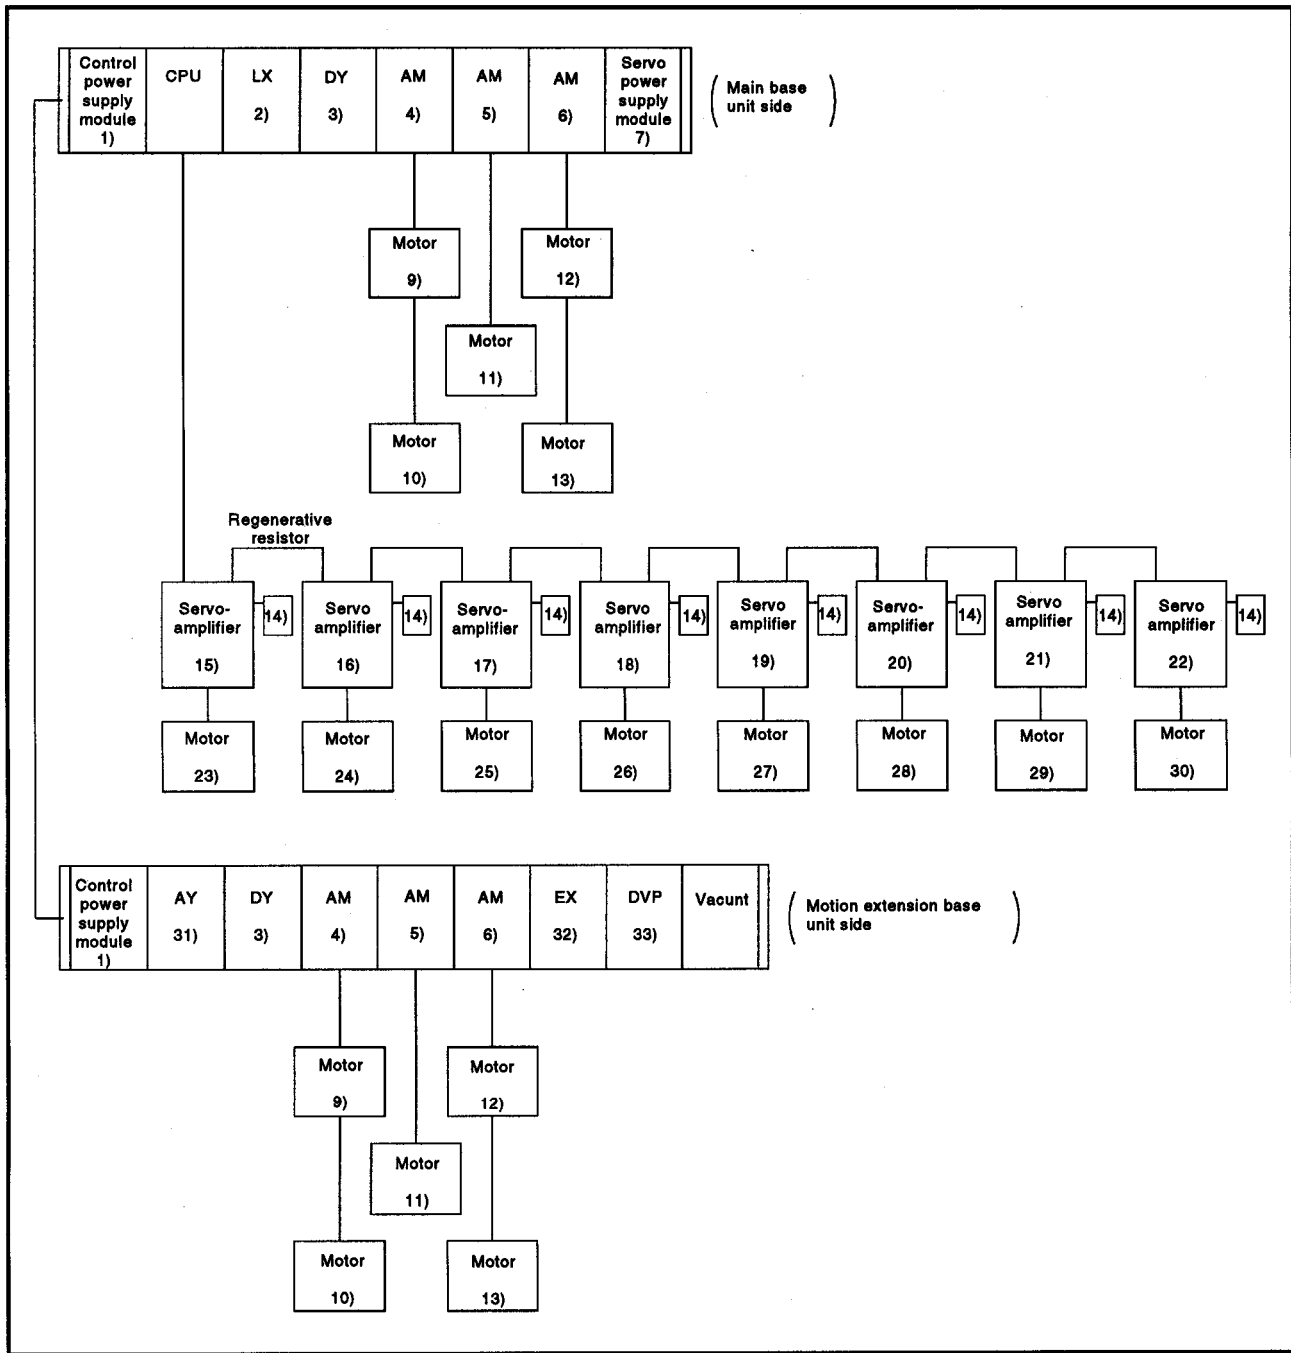 Control
power
supply
module
1)
CPU
LX
2)
DY
3)
AM
4)
AM
5)
AM
6)
Servo
power
supply
module
7)
Main base
unit side
Motor
9)
Motor
12)
Motor
11)
Motor
10)
Motor
13)
Regenerative
resistor
Servo-
amplifier
15)
14)
Servo
amplifier
16)
14)
Servo-
amplifier
17)
14)
Servo
amplifier
18)
14)
Servo
amplifier
19)
14)
Servo-
amplifier
20)
14)
Servo
amplifier
21)
14)
Servo
amplifier
22)
14)
Motor
23)
Motor
24)
Motor
25)
Motor
26)
Motor
27)
Motor
28)
Motor
29)
Motor
30)
Control
power
supply
module
1)
AY
31)
DY
3)
AM
4)
AM
5)
AM
6)
EX
32)
DVP
33)
Vacunt
Motion extension base
unit side
Motor
9)
Motor
12)
Motor
11)
Motor
10)
Motor
13)